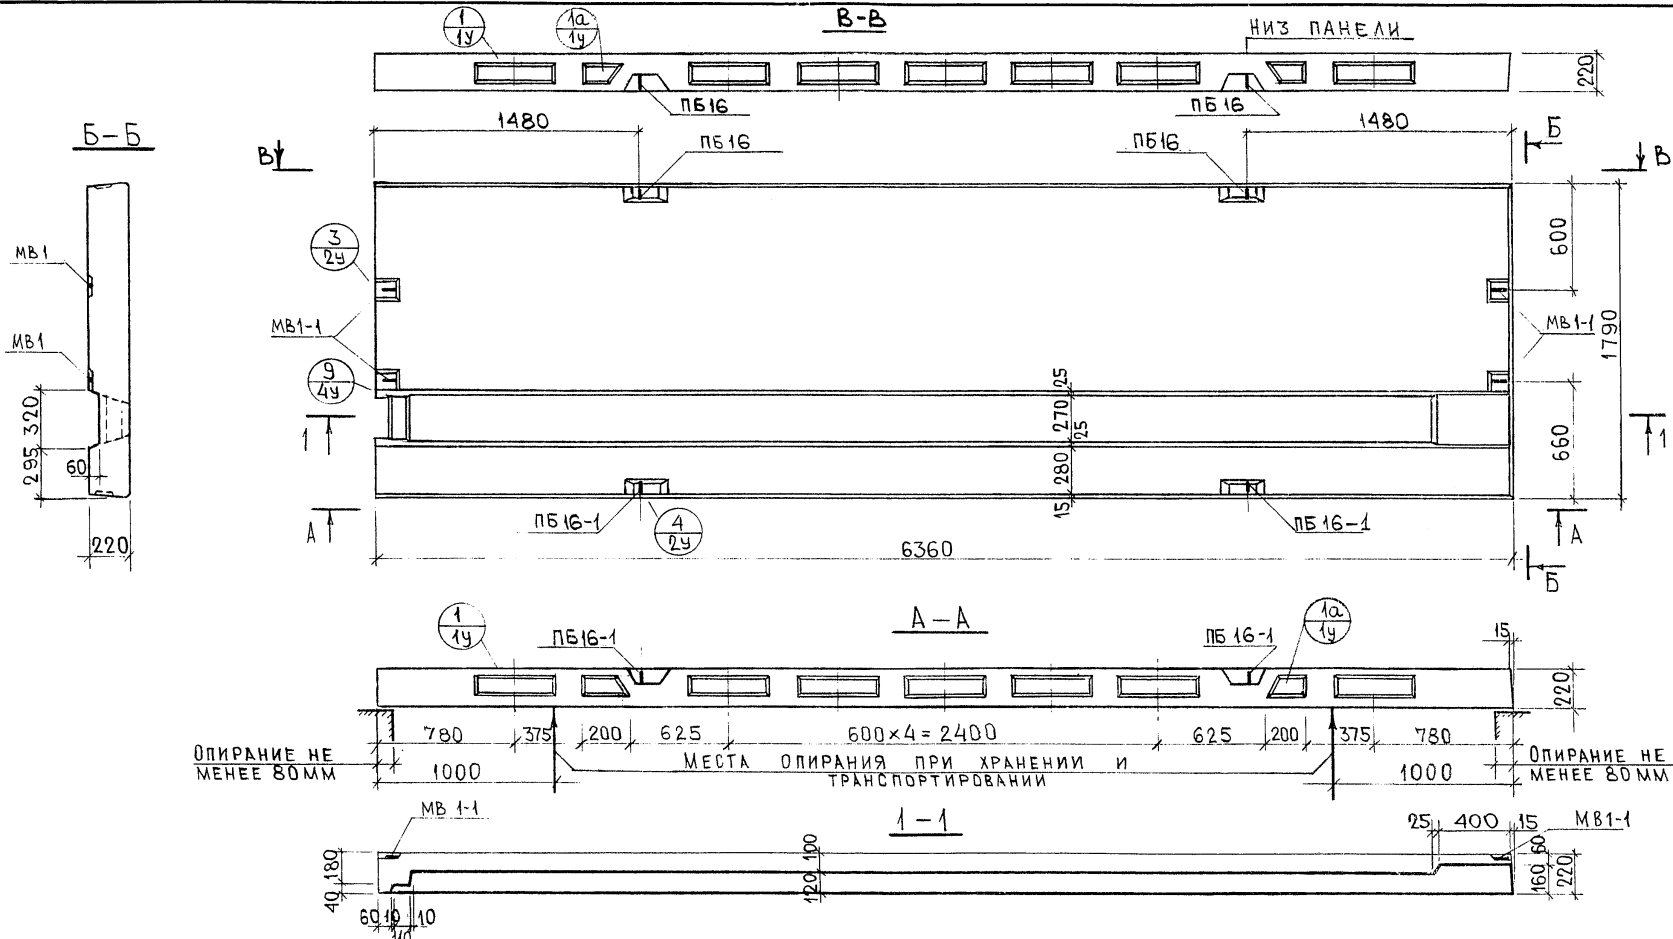 В-В
1
1у
1а
1у
НИЗ ПАНЕЛИ
220
ПБ16
ПБ16
1480
1480
Б-Б
ПБ16
ПБ16
Б
В
В
3
2у
600
МВ1
МВ1-1
МВ1-1
1790
МВ1
9
4у
25
320
270
25
1
1
660
295
60
280
15
ПБ16-1
4
2у
ПБ16-1
А
А
220
6360
Б
1
1у
ПБ16-1
А-А
ПБ16-1
1а
1у
15
220
780
375
200
625
600×4=2400
625
200
375
780
ОПИРАНИЕ НЕ
МЕНЕЕ 80ММ
1000
МЕСТА ОПИРАНИЯ ПРИ ХРАНЕНИИ И
ТРАНСПОРТИРОВАНИИ
1000
ОПИРАНИЕ НЕ
МЕНЕЕ 80ММ
МВ1-1
1-1
25
400
15
МВ1-1
180
100
60
40
120
160
220
60
10
10
110